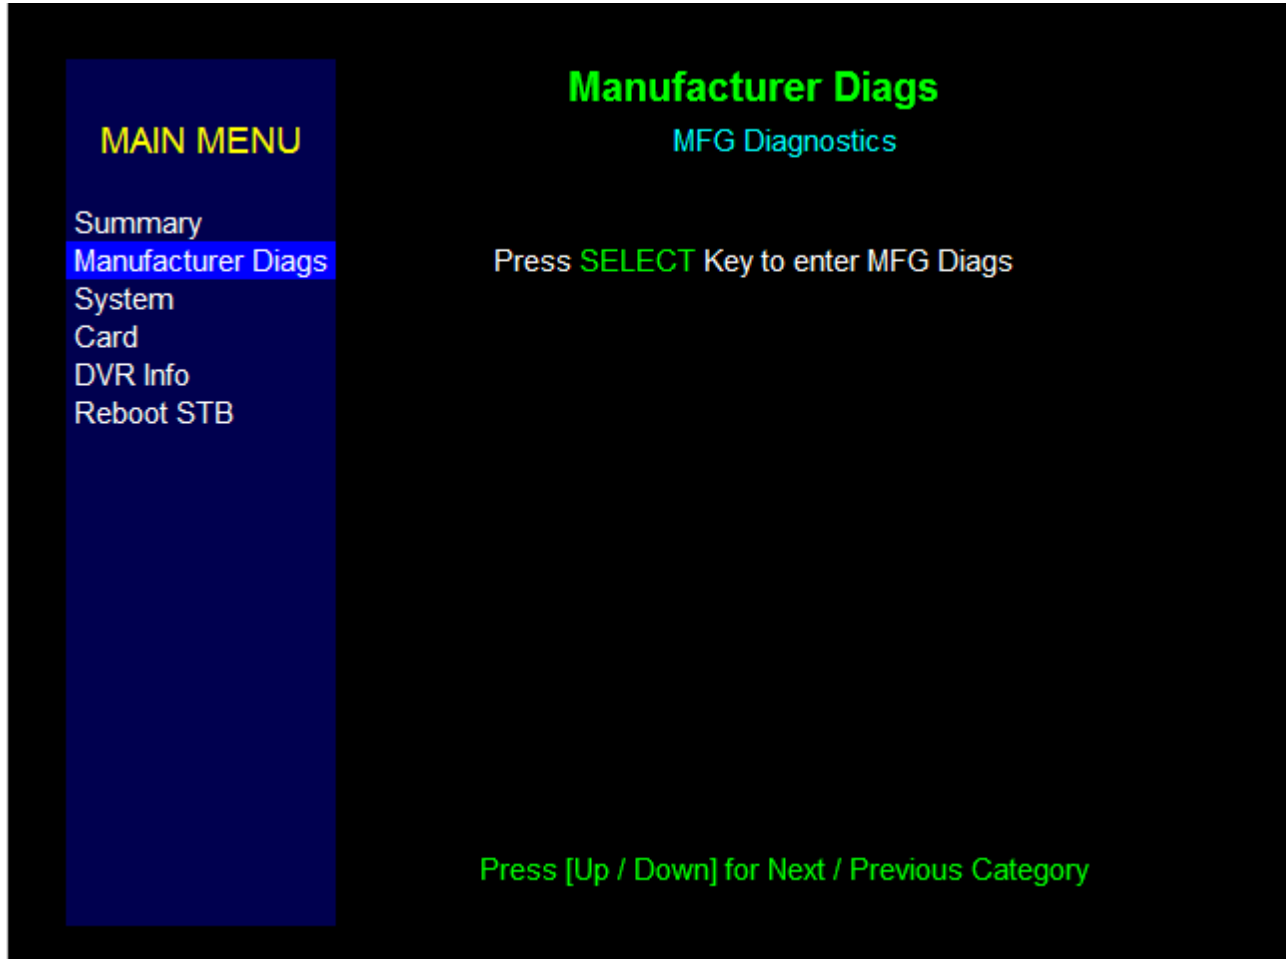 MAIN MENU
Summary
Manufacturer Diags
System
Card
DVR Info
Reboot STB
Manufacturer Diags
MFG Diagnostics
Press SELECT Key to enter MFG Diags
Press [Up / Down] for Next / Previous Category